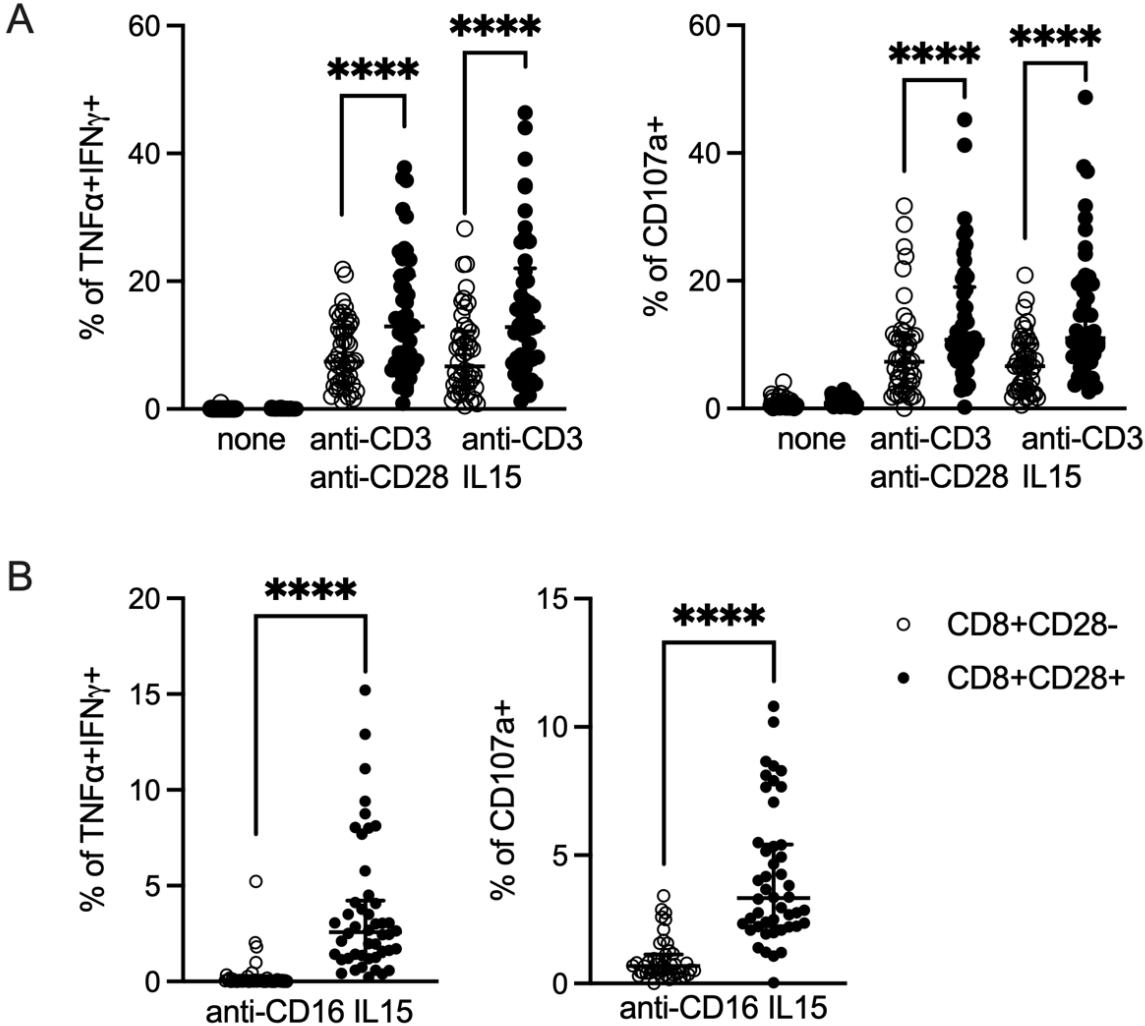 A
% of TNFα+IFNγ+
60
40
20
0
****
****
none
anti-CD3
anti-CD28
anti-CD3
IL15
% of CD107a+
60
40
20
0
****
****
none
anti-CD3
anti-CD28
anti-CD3
IL15
B
% of TNFα+IFNγ+
20
15
10
5
0
****
anti-CD16 IL15
% of CD107a+
15
10
5
0
****
anti-CD16 IL15
CD8+CD28-
CD8+CD28+